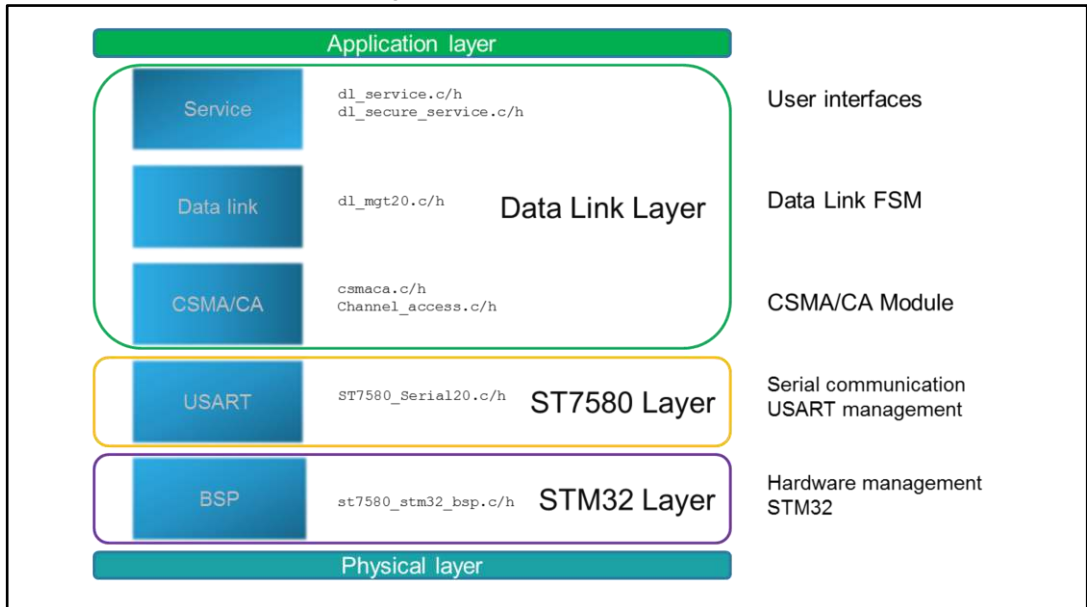 Application layer
Service
dl_service.c/h
dl_secure_service.c/h
User interfaces
Data link
dl_mgt20.c/h
Data Link Layer
Data Link FSM
CSMA/CA
csmaca.c/h
Channel_access.c/h
CSMA/CA Module
USART
ST7580_Serial20.c/h
ST7580 Layer
Serial communication
USART management
BSP
st7580_stm32_bsp.c/h
STM32 Layer
Hardware management
STM32
Physical layer